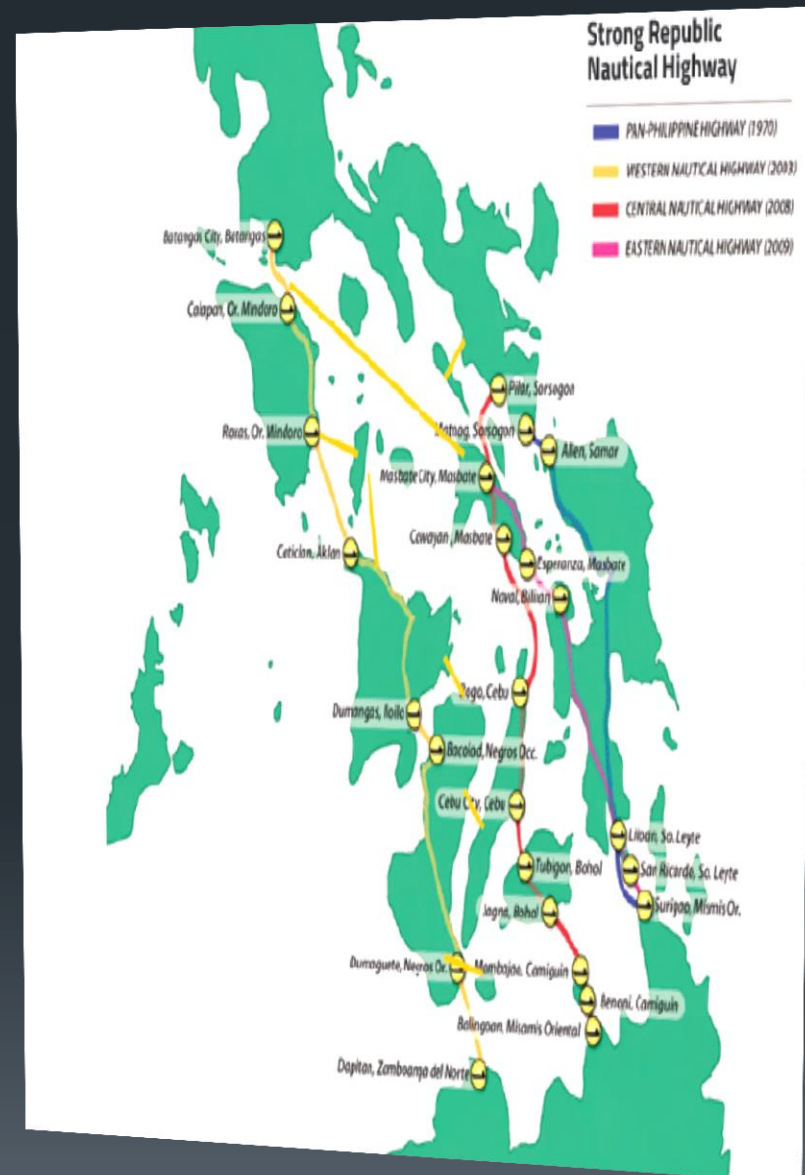 Strong Republic
Nautical Highway
PAN-PHILIPPINE HIGHWAY (1970)
WESTERN NAUTICAL HIGHWAY (2003)
CENTRAL NAUTICAL HIGHWAY (2008)
EASTERN NAUTICAL HIGHWAY (2009)
Batangas City, Batangas
Calapan, Or. Mindoro
Pilar, Sorsogon
Roxas, Or. Mindoro
Matnog, Sorsogon
Allen, Samar
Masbate City, Masbate
Cawayan, Masbate
Caticlan, Aklan
Esperanza, Masbate
Naval, Biliran
Bogo, Cebu
Dumangas, Iloilo
Bacolod, Negros Occ.
Cebu City, Cebu
Liloan, So. Leyte
Tubigon, Bohol
San Ricardo, So. Leyte
Jagna, Bohol
Surigao, Mismis Or.
Dumaguete, Negros Or.
Mambajao, Camiguin
Benoni, Camiguin
Balingoan, Misamis Oriental
Dapitan, Zamboanga del Norte